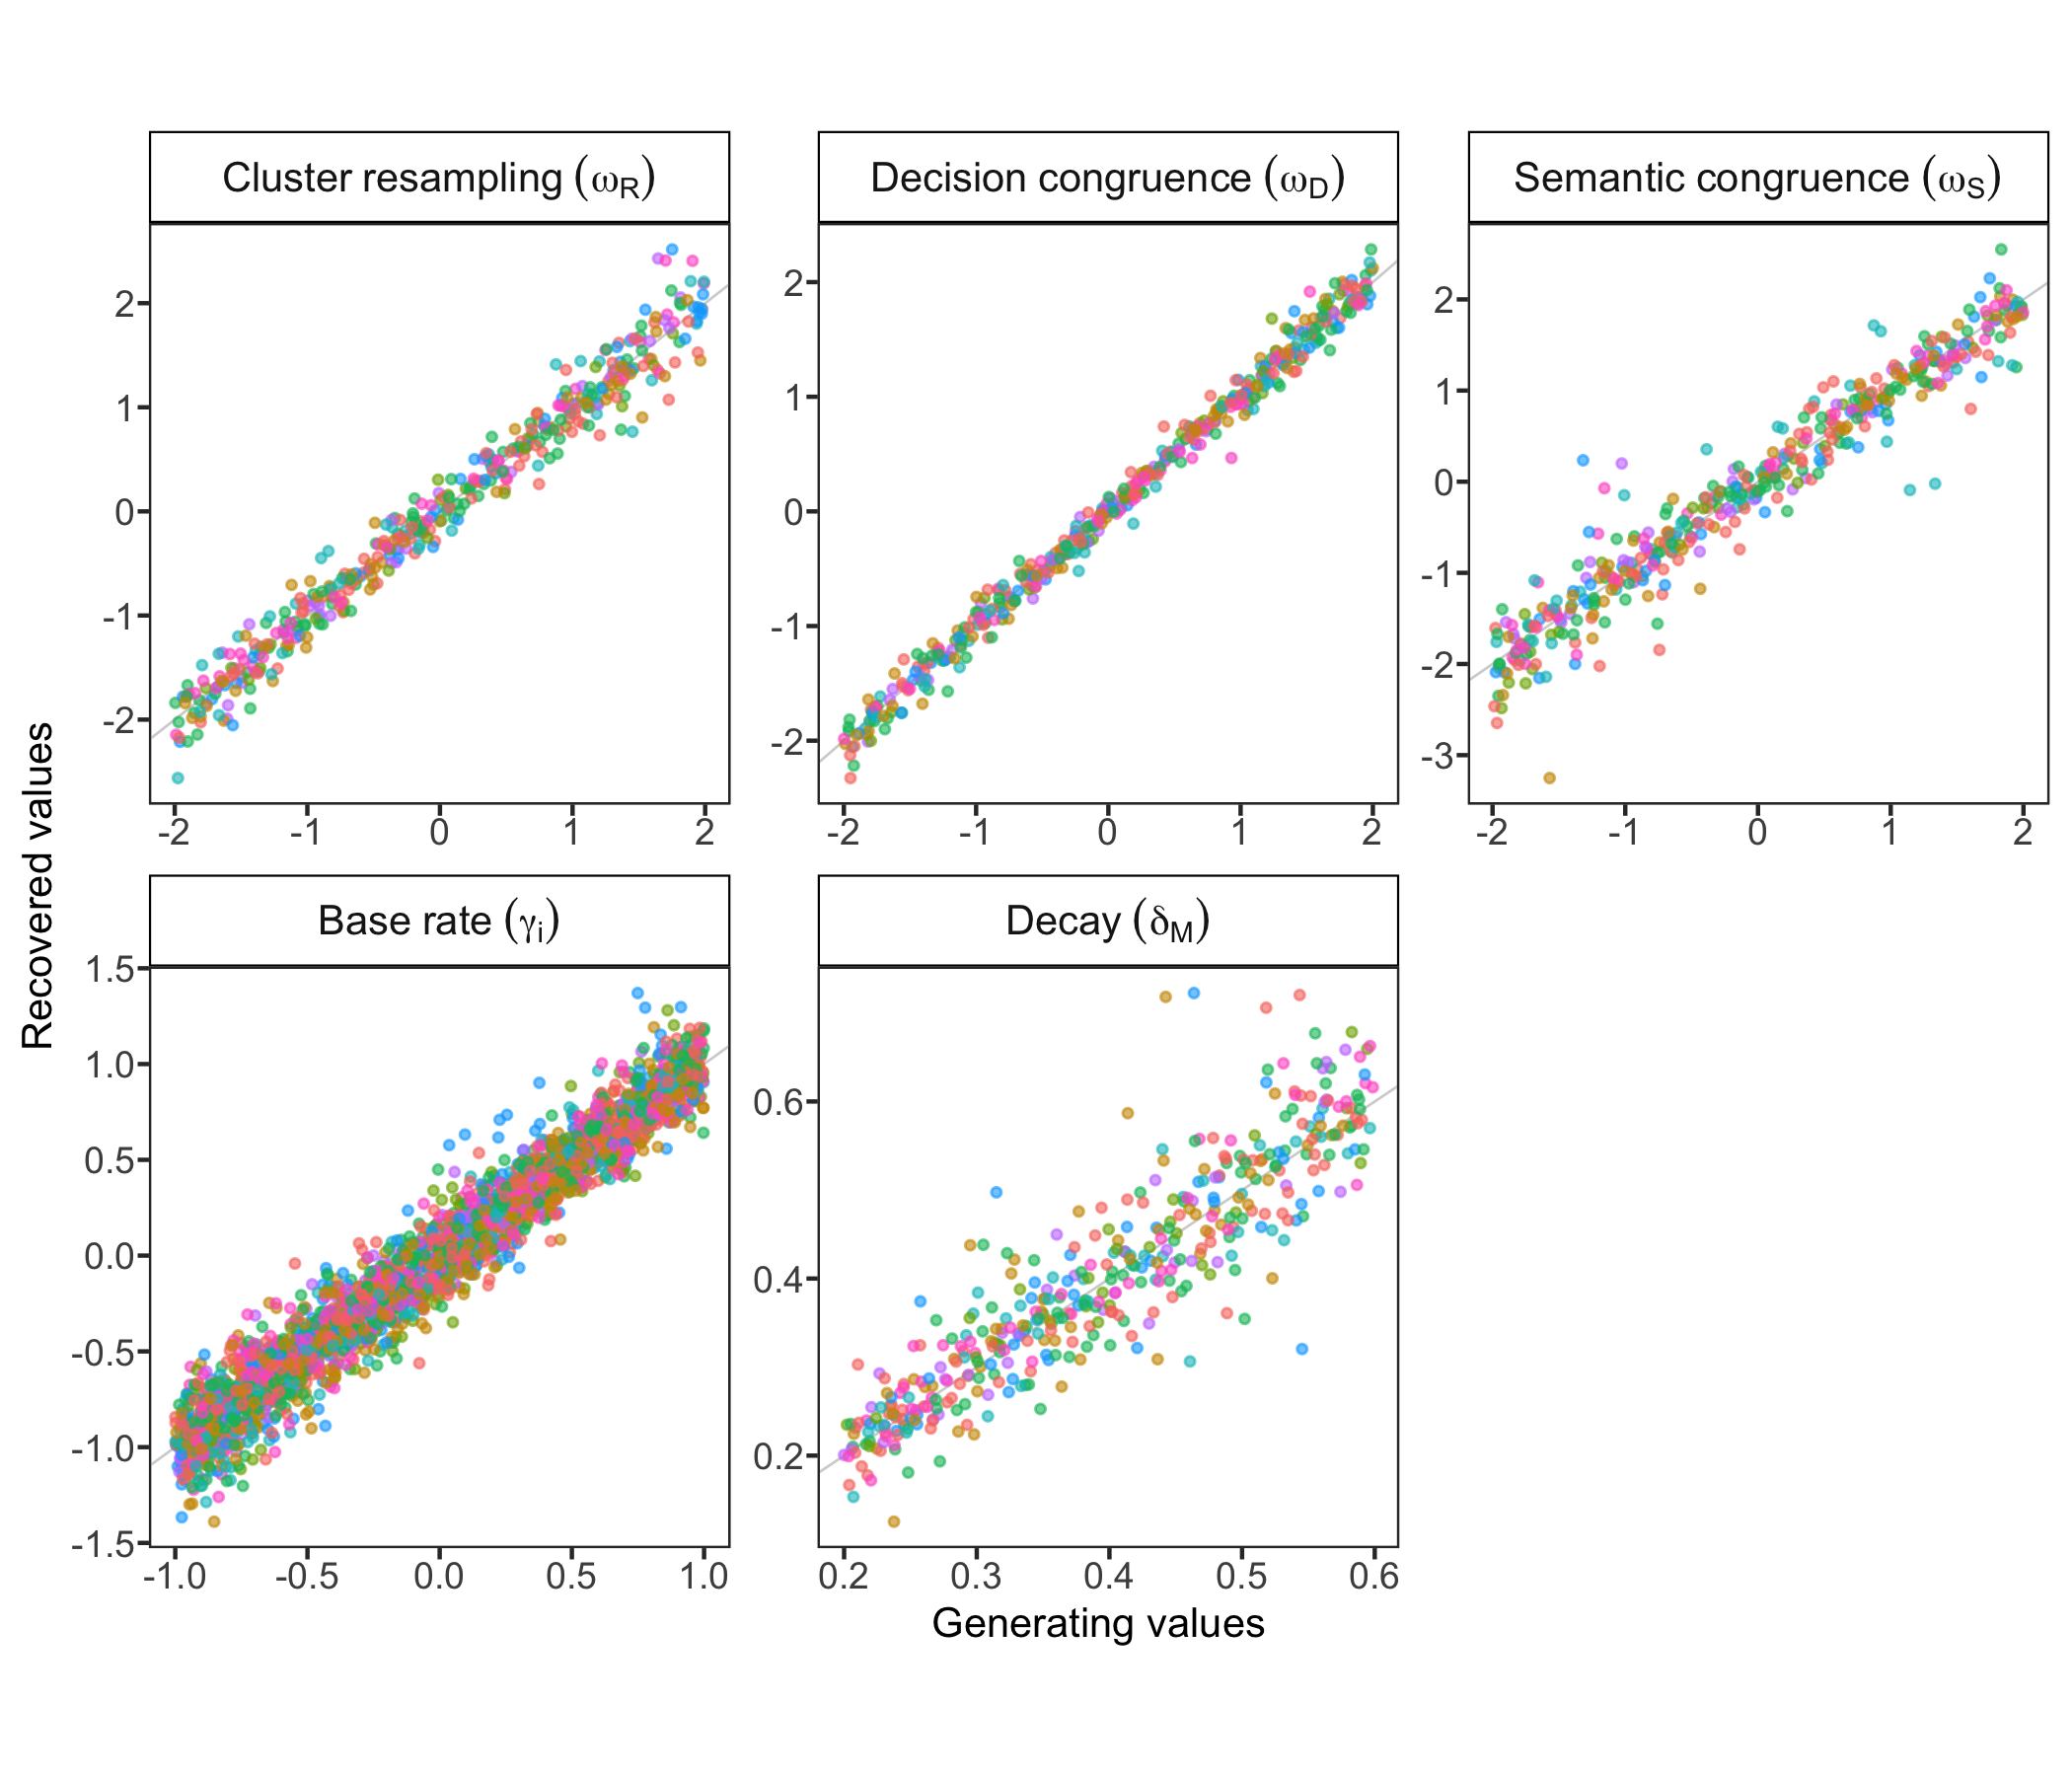 Cluster resampling (ωR)
Decision congruence (ωD)
Semantic congruence (ωS)
2
1
0
-1
-2
2
1
0
-1
-2
2
1
0
-1
-2
-3
-2 -1 0 1 2
-2 -1 0 1 2
-2 -1 0 1 2
Recovered values
Base rate (γi)
Decay (δM)
1.5
1.0
0.5
0.0
-0.5
-1.0
-1.5
0.6
0.4
0.2
-1.0 -0.5 0.0 0.5 1.0
0.2 0.3 0.4 0.5 0.6
Generating values